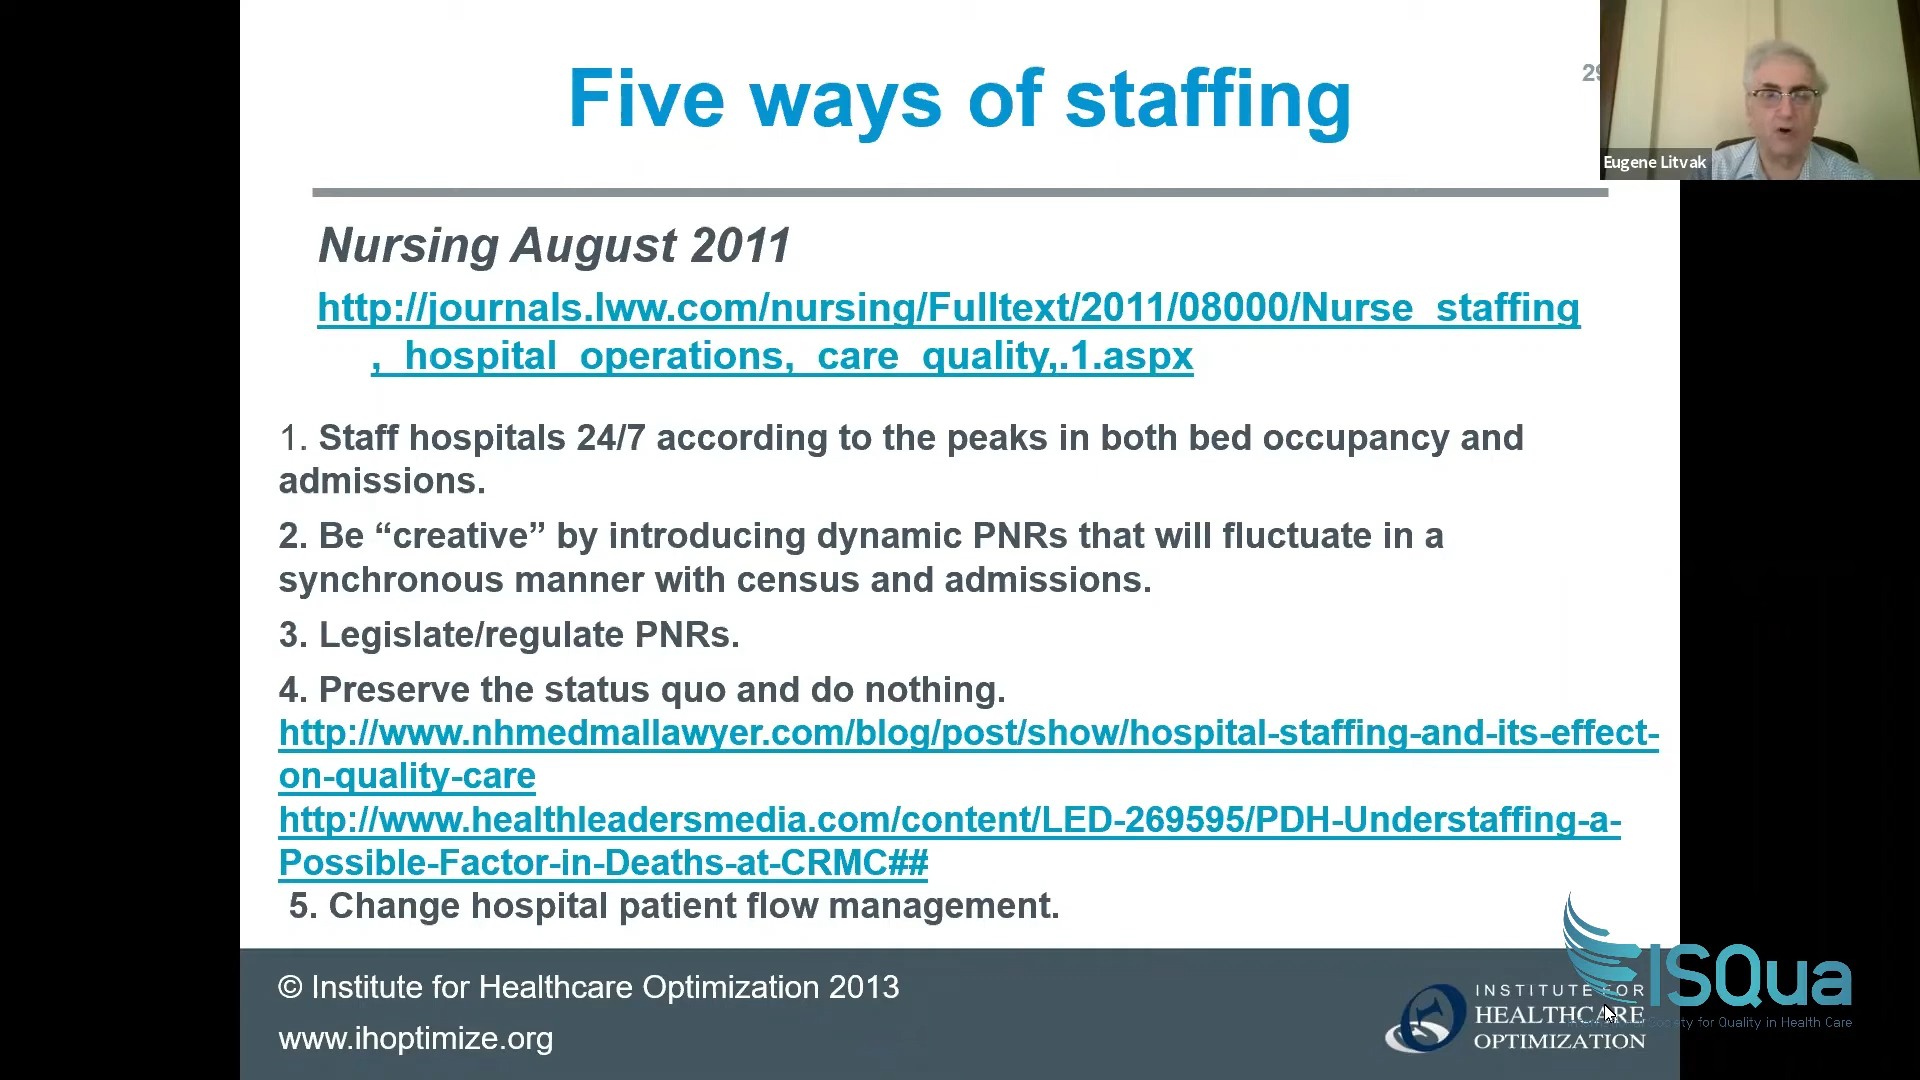 Five ways of staffing
Eugene Litvak
Nursing August 2011
http://journals.lww.com/nursing/Fulltext/2011/08000/Nurse_staffing
,_hospital_operations,_care_quality,.1.aspx
1. Staff hospitals 24/7 according to the peaks in both bed occupancy and
admissions.
2. Be “creative” by introducing dynamic PNRs that will fluctuate in a
synchronous manner with census and admissions.
3. Legislate/regulate PNRs.
4. Preserve the status quo and do nothing.
http://www.nhmedmallawyer.com/blog/post/show/hospital-staffing-and-its-effect-
on-quality-care
http://www.healthleadersmedia.com/content/LED-269595/PDH-Understaffing-a-
Possible-Factor-in-Deaths-at-CRMC##
5. Change hospital patient flow management.
© Institute for Healthcare Optimization 2013
www.ihoptimize.org
INSTITUTE FOR
HEALTHCARE
OPTIMIZATION
ISQua
Society for Quality in Health Care